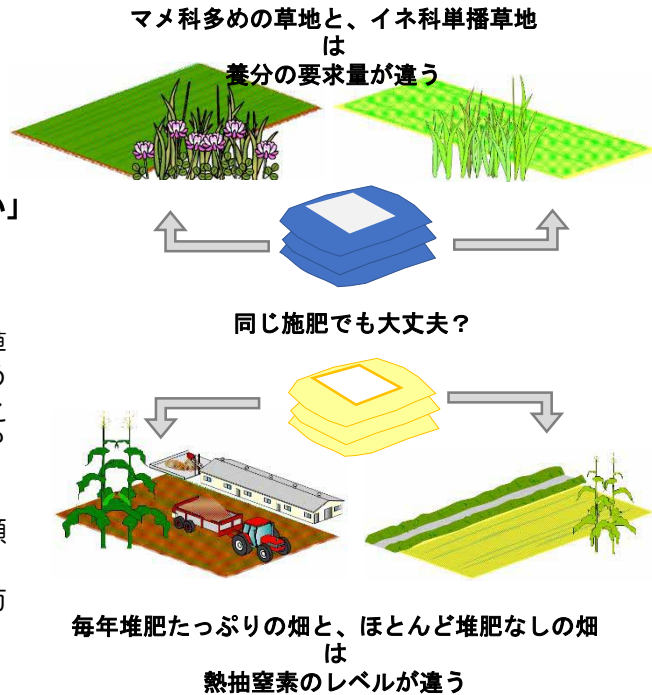 マメ科多めの草地と、イネ科単播草地
は
養分の要求量が違う
い」
同じ施肥でも大丈夫？
毎年堆肥たっぷりの畑と、ほとんど堆肥なしの畑
は
熱抽窒素のレベルが違う